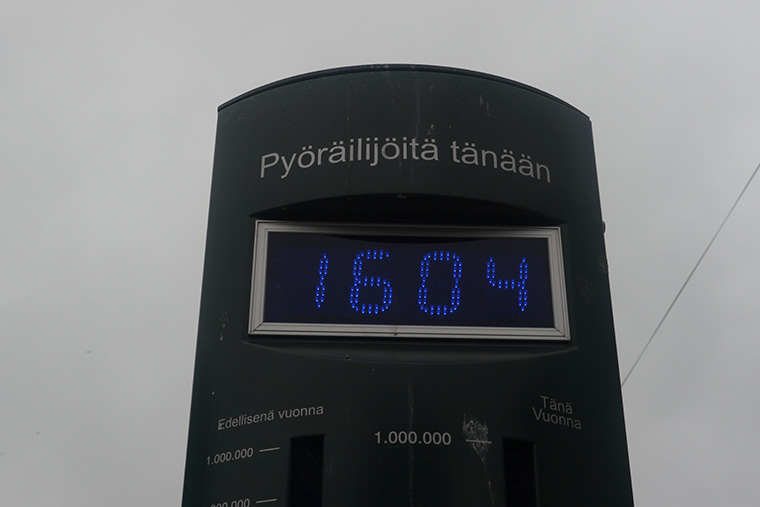 Pyöräilijöitä tänään
1604
Edellisenä vuonna
Tänä
Vuonna
1.000.000
1.000.000